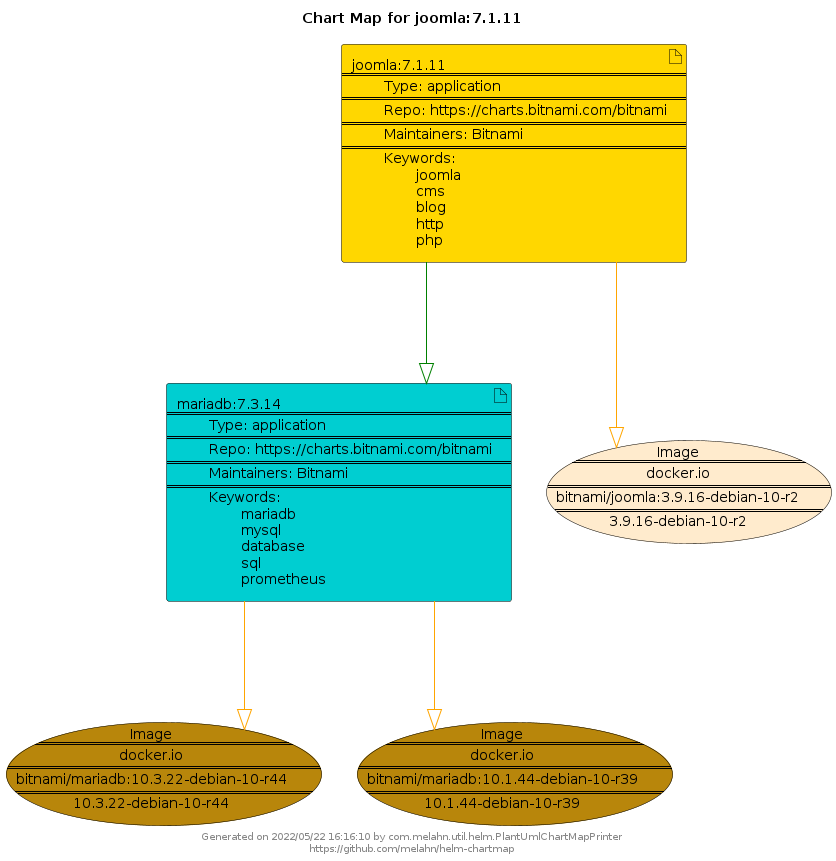 Chart Map for joomla:7.1.11
joomla:7.1.11
Type: application
Repo: https://charts.bitnami.com/bitnami
Maintainers: Bitnami
Keywords:
joomla
cms
blog
http
php
mariadb:7.3.14
Type: application
Repo: https://charts.bitnami.com/bitnami
Maintainers: Bitnami
Keywords:
mariadb
mysql
database
sql
prometheus
Image
docker.io
bitnami/joomla:3.9.16-debian-10-r2
3.9.16-debian-10-r2
Image
docker.io
bitnami/mariadb:10.3.22-debian-10-r44
10.3.22-debian-10-r44
Image
docker.io
bitnami/mariadb:10.1.44-debian-10-r39
10.1.44-debian-10-r39
Generated on 2022/05/22 16:16:10 by com.melahn.util.helm.PlantUmlChartMapPrinter
https://github.com/melahn/helm-chartmap